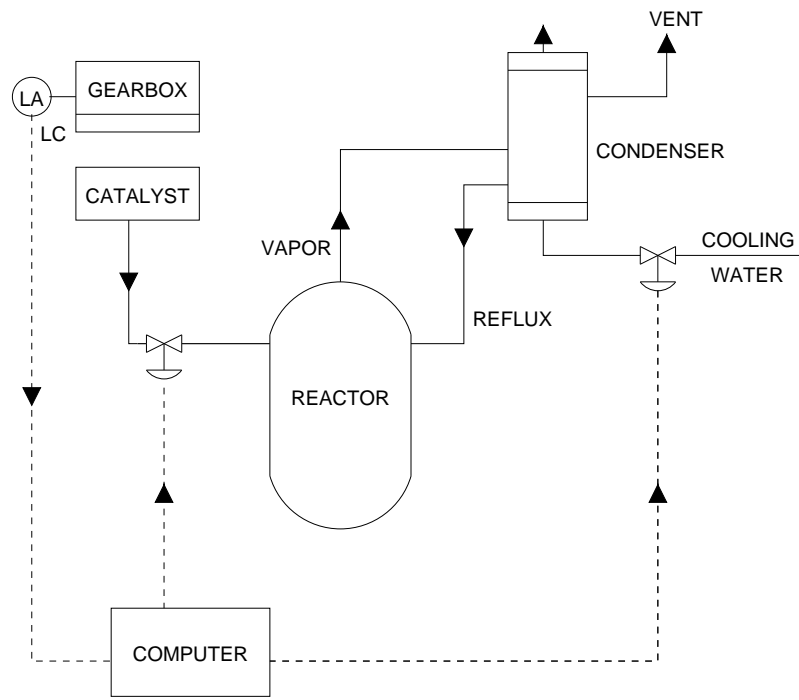 VENT
GEARBOX
LA
LC
CONDENSER
CATALYST
VAPOR
COOLING
WATER
REFLUX
REACTOR
COMPUTER